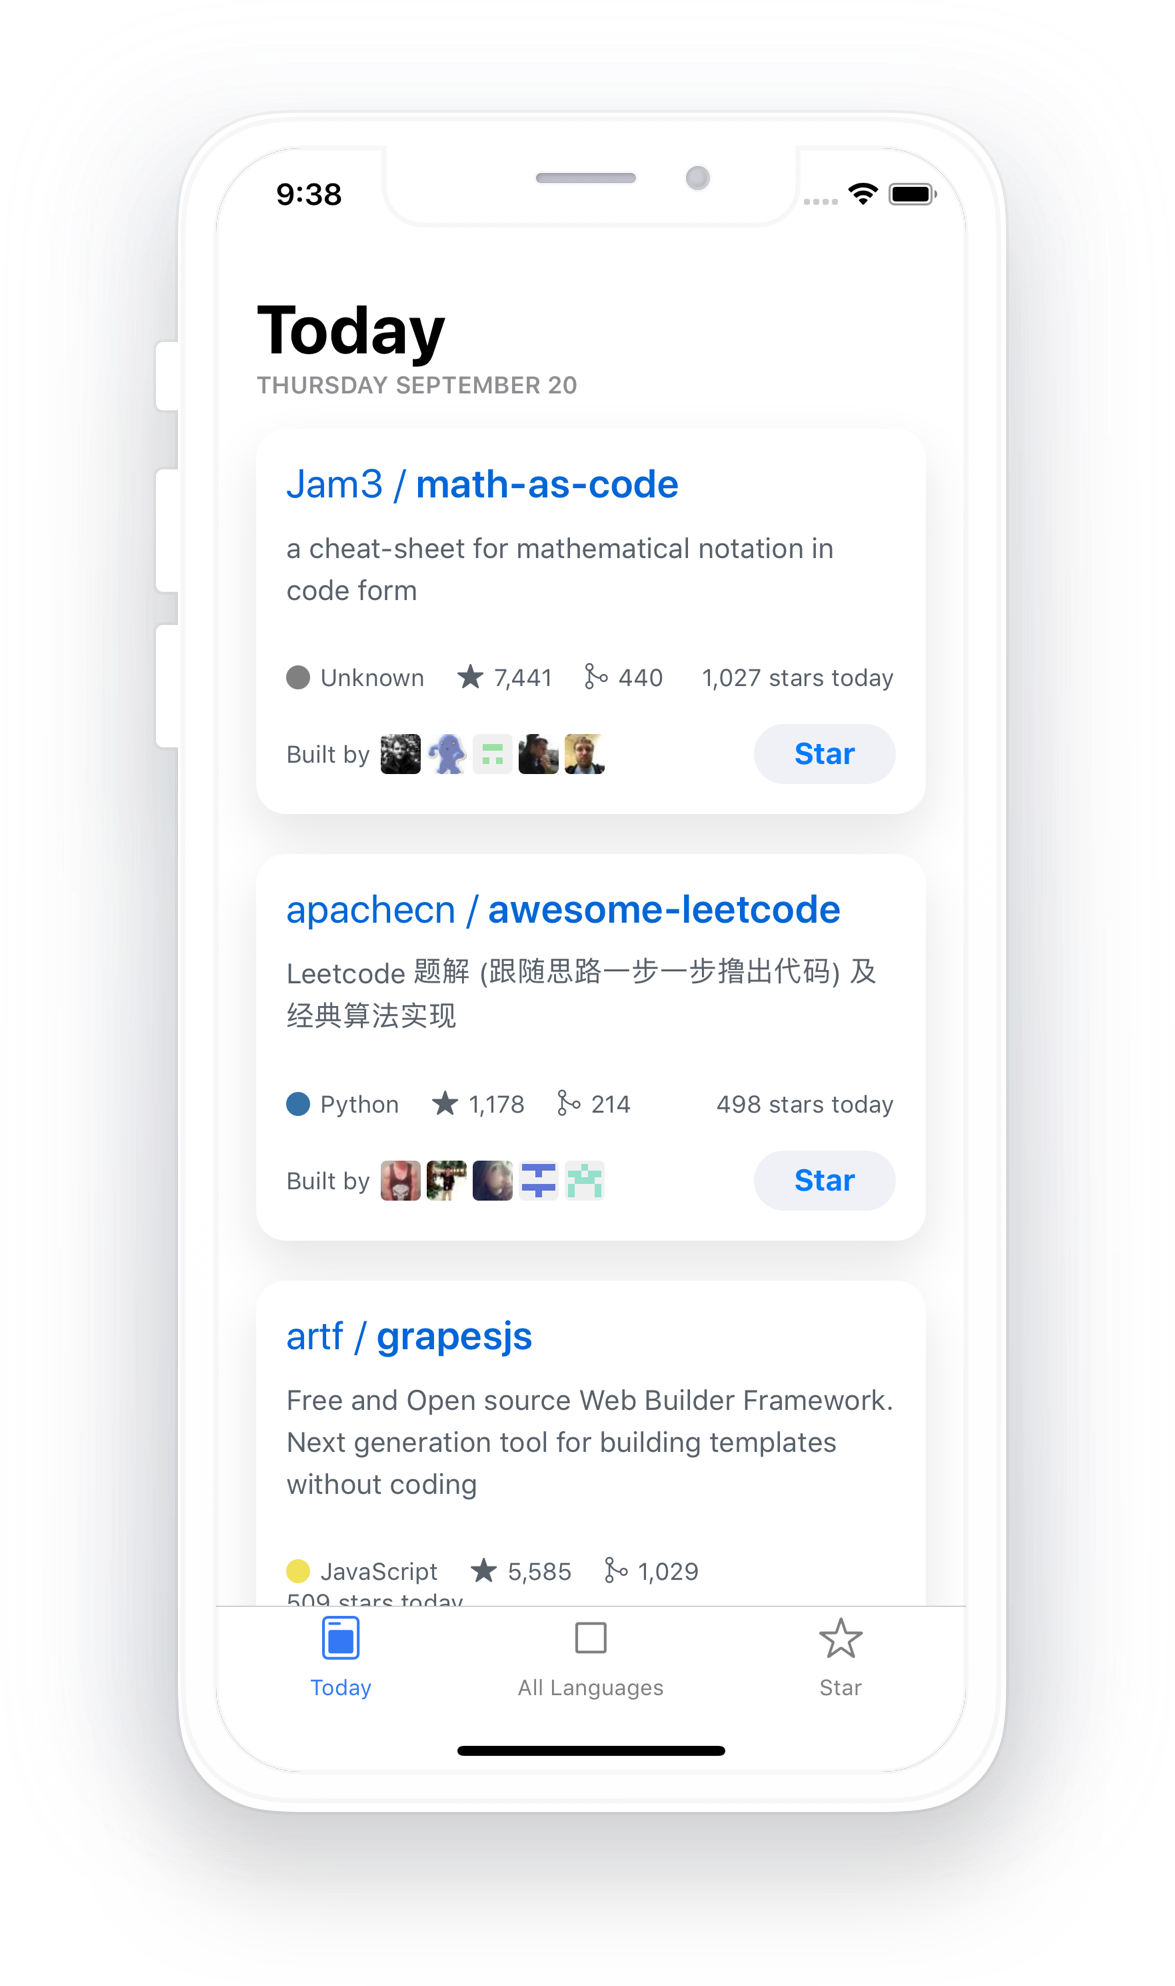 9:38
Today
THURSDAY SEPTEMBER 20
Jam3 / math-as-code
a cheat-sheet for mathematical notation in
code form
Unknown 7,441 440 1,027 stars today
Built by Star
apachecn / awesome-leetcode
Leetcode 题解 (跟随思路一步一步撸出代码) 及
经典算法实现
Python 1,178 214 498 stars today
Built by Star
artf / grapesjs
Free and Open source Web Builder Framework.
Next generation tool for building templates
without coding
JavaScript 5,585 1,029
509 stars today
Today All Languages Star